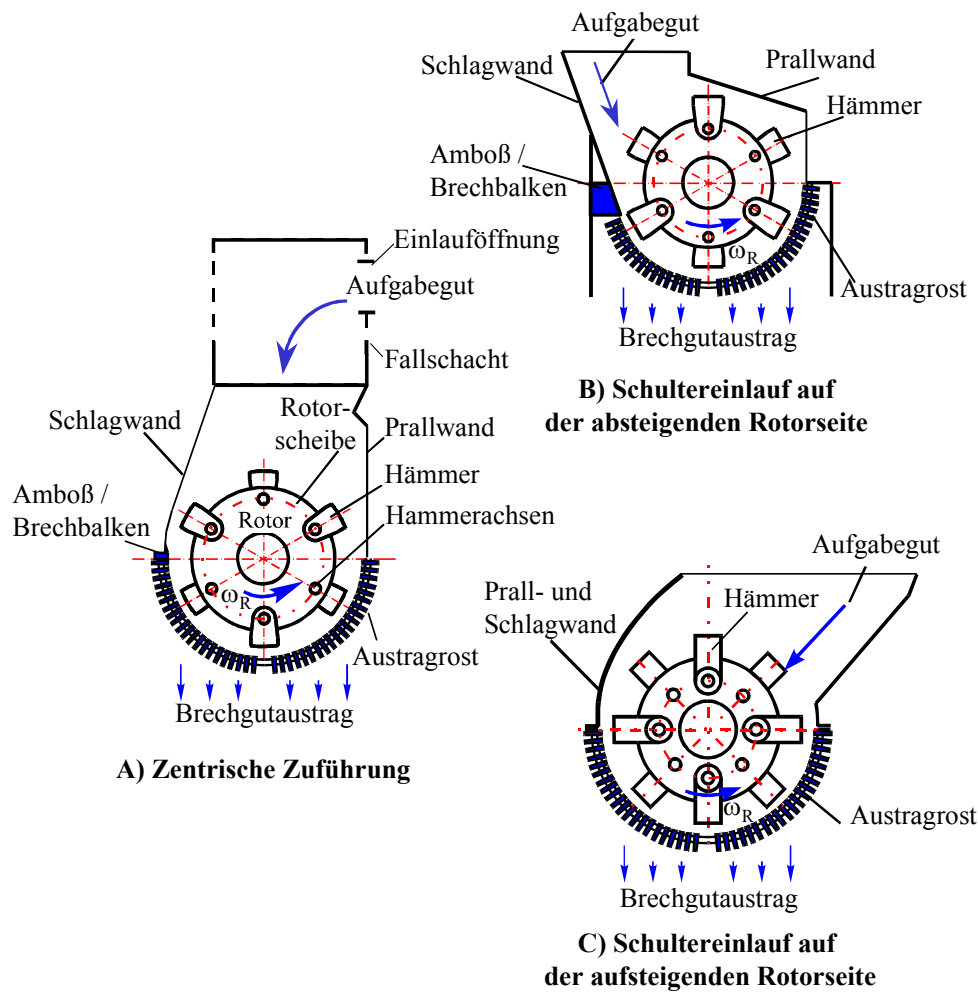 Einlauföffnung
Aufgabegut
Fallschacht
Schlagwand
Rotor-
scheibe
Prallwand
Amboß /
Brechbalken
Hämmer
Rotor
Hammerachsen
ω_R
Austragrost
Brechgutaustrag
A) Zentrische Zuführung
Aufgabegut
Schlagwand
Prallwand
Hämmer
Amboß /
Brechbalken
ω_R
Austragrost
Brechgutaustrag
B) Schultereinlauf auf
der absteigenden Rotorseite
Aufgabegut
Prall- und
Schlagwand
Hämmer
ω_R
Austragrost
Brechgutaustrag
C) Schultereinlauf auf
der aufsteigenden Rotorseite